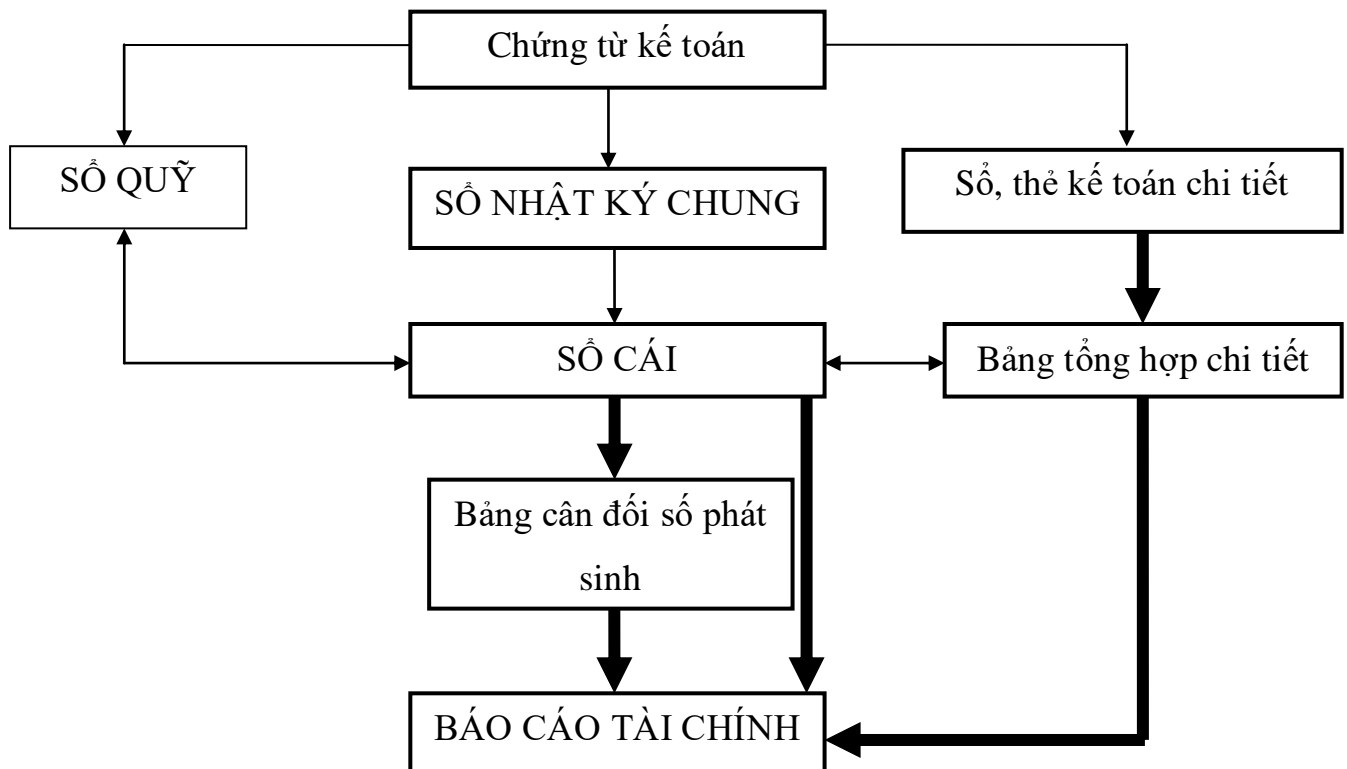 Chứng từ kế toán
SỔ QUỸ
SỔ NHẬT KÝ CHUNG
Sổ, thẻ kế toán chi tiết
SỔ CÁI
Bảng tổng hợp chi tiết
Bảng cân đối số phát
sinh
BÁO CÁO TÀI CHÍNH